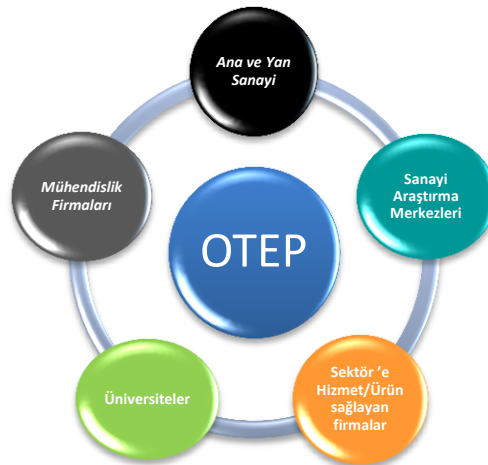 Ana ve Yan
Sanayi
Mühendislik
Firmaları
Sanayi
Araştırma
Merkezleri
OTEP
Üniversiteler
Sektör 'e
Hizmet/Ürün
sağlayan
firmalar